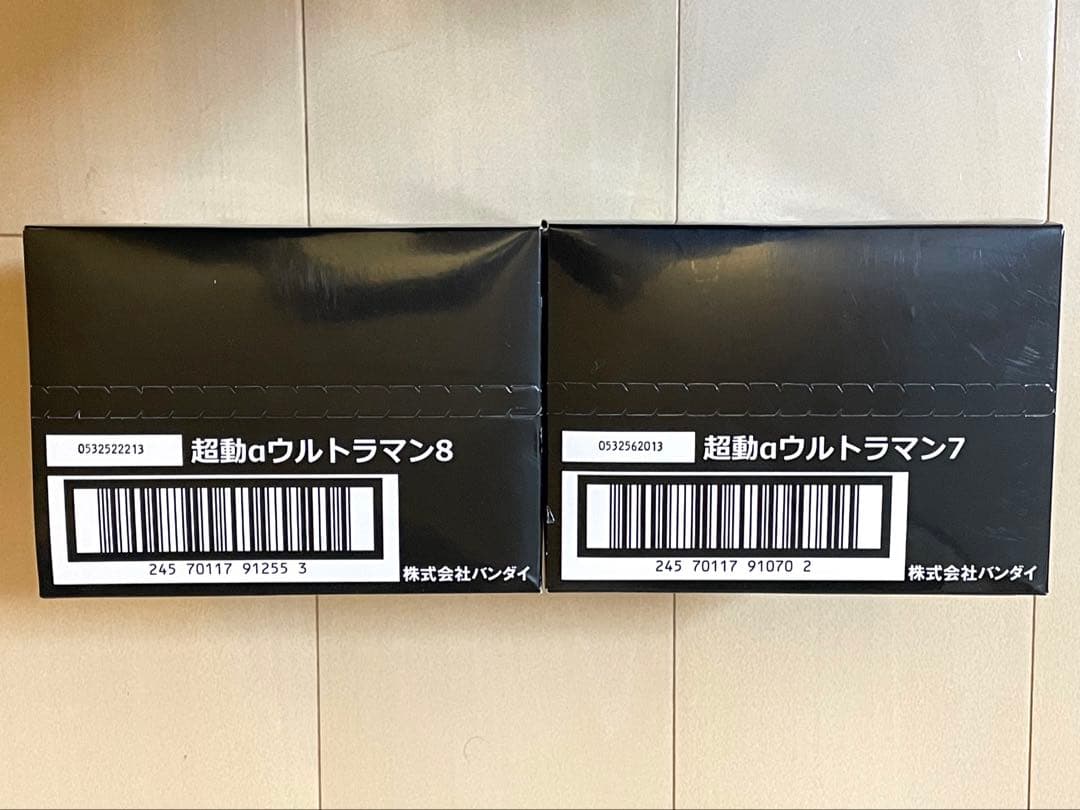 0532522213 超動αウルトラマン8
245 70117 91255 3
株式会社バンダイ
0532562013 超動αウルトラマン7
245 70117 91070 2
株式会社バンダイ